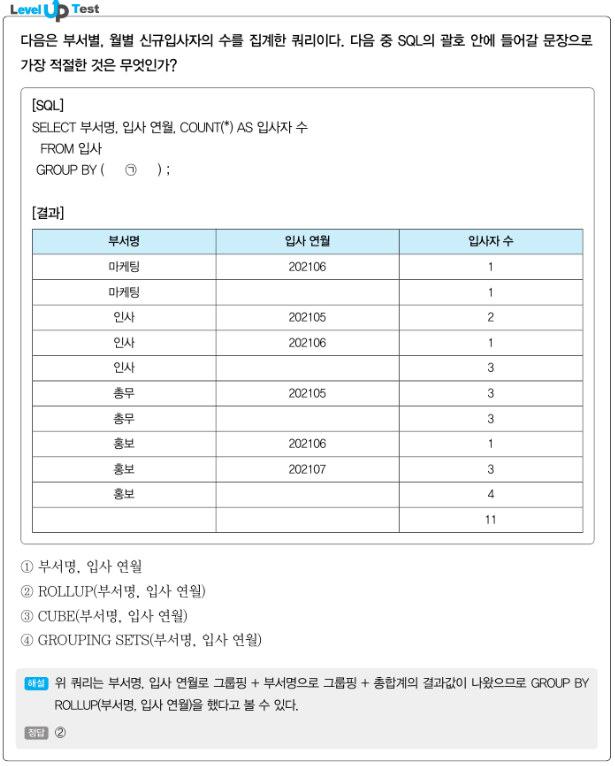 Level Up Test
다음은 부서별, 월별 신규입사자의 수를 집계한 쿼리이다. 다음 중 SQL의 괄호 안에 들어갈 문장으로
가장 적절한 것은 무엇인가?
[SQL]
SELECT 부서명, 입사 연월, COUNT(*) AS 입사자 수
FROM 입사
GROUP BY ( ㉠ ) ;
[결과]
부서명 입사 연월 입사자 수
마케팅 202106 1
마케팅 1
인사 202105 2
인사 202106 1
인사 3
총무 202105 3
총무 3
홍보 202106 1
홍보 202107 3
홍보 4
11
① 부서명, 입사 연월
② ROLLUP(부서명, 입사 연월)
③ CUBE(부서명, 입사 연월)
④ GROUPING SETS(부서명, 입사 연월)
해설 위 쿼리는 부서명, 입사 연월로 그룹핑 + 부서명으로 그룹핑 + 총합계의 결과값이 나왔으므로 GROUP BY
ROLLUP(부서명, 입사 연월)을 했다고 볼 수 있다.
정답 ②